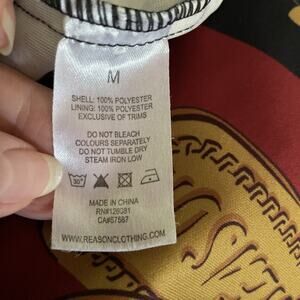 M
SHELL: 100% POLYESTER
LINING: 100% POLYESTER
EXCLUSIVE OF TRIMS
DO NOT BLEACH
COLOURS SEPARATELY
DO NOT TUMBLE DRY
STEAM IRON LOW
30°
MADE IN CHINA
RN#126081
CA#57587
WWW.REASONCLOTHING.COM